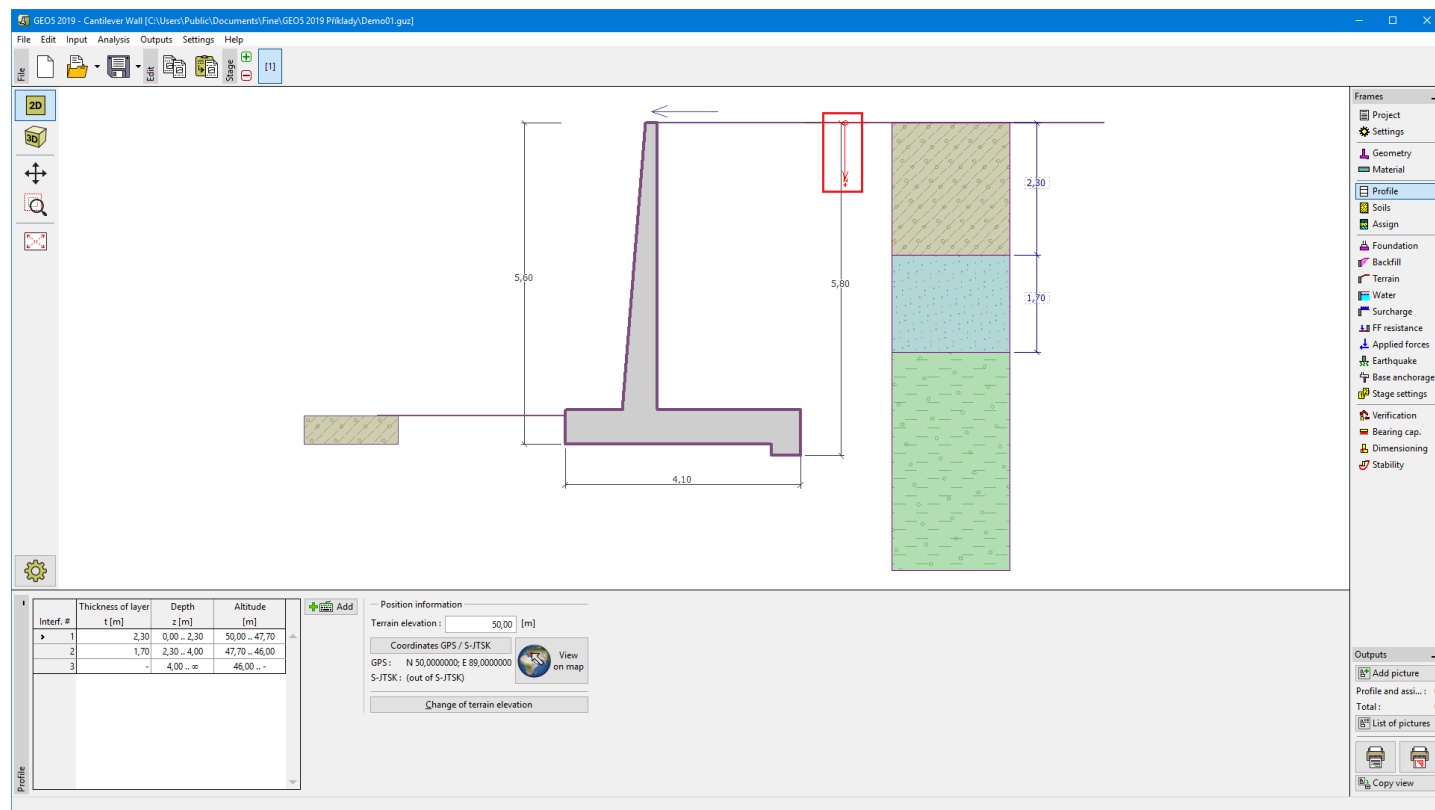 GEO5 2019 - Cantilever Wall [C:\Users\Public\Documents\Fine\GEO5 2019 Příklady\Demo01.guz]
File Edit Input Analysis Outputs Settings Help
File
Edit
Stage
[1]
2D
3D
5,60
5,80
4,10
+z
2,30
1,70
Frames
Project
Settings
Geometry
Material
Profile
Soils
Assign
Foundation
Backfill
Terrain
Water
Surcharge
FF resistance
Applied forces
Earthquake
Base anchorage
Stage settings
Verification
Bearing cap.
Dimensioning
Stability
Outputs
Add picture
Profile and assi... :
Total :
List of pictures
Copy view
Profile
Interf. # Thickness of layer t [m] Depth z [m] Altitude [m]
1 2,30 0,00 .. 2,30 50,00 .. 47,70
2 1,70 2,30 .. 4,00 47,70 .. 46,00
3 - 4,00 .. ∞ 46,00 .. -
Add
Position information
Terrain elevation : 50,00 [m]
Coordinates GPS / S-JTSK
GPS : N 50,0000000; E 89,0000000
S-JTSK : (out of S-JTSK)
View on map
Change of terrain elevation